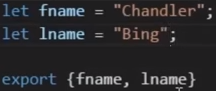 let fname = "Chandler";
let lname = "Bing";
export {fname, lname}